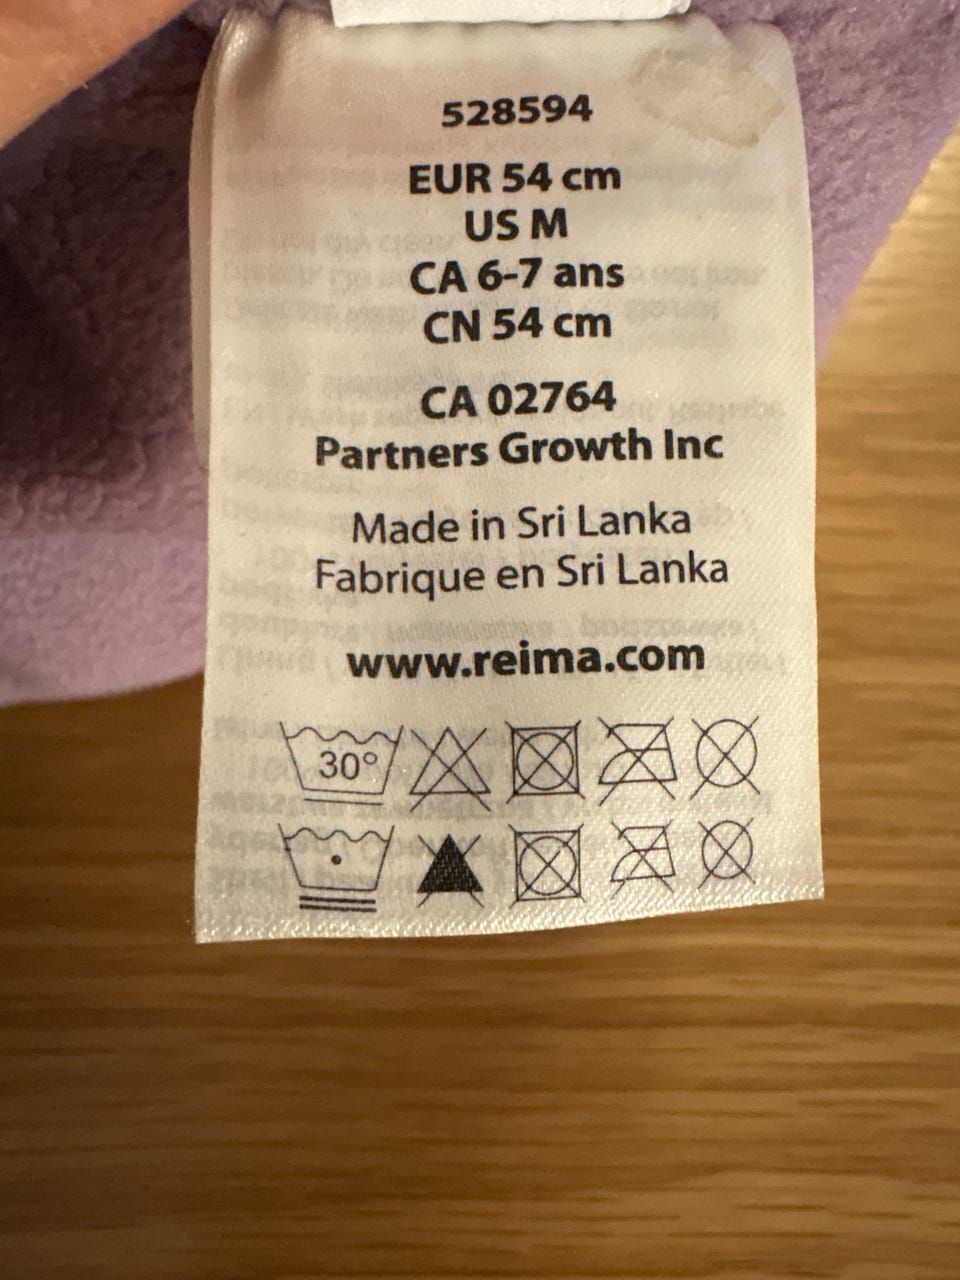 528594
EUR 54 cm
US M
CA 6-7 ans
CN 54 cm
CA 02764
Partners Growth Inc
Made in Sri Lanka
Fabrique en Sri Lanka
www.reima.com
30°